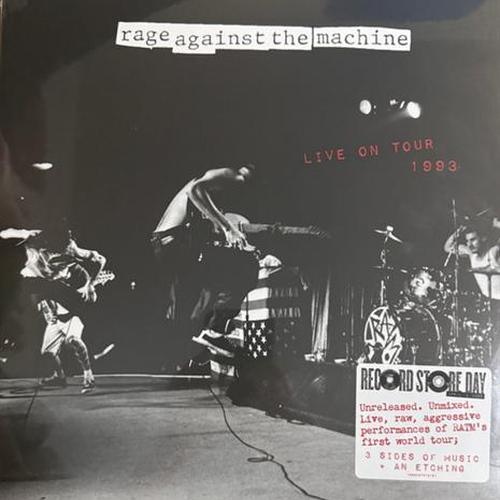 rage against the machine
LIVE ON TOUR
1993
RECORD STORE DAY
Unreleased. Unmixed.
Live, raw, aggressive
performances of RATM's
first world tour;
3 SIDES OF MUSIC
+ AN ETCHING